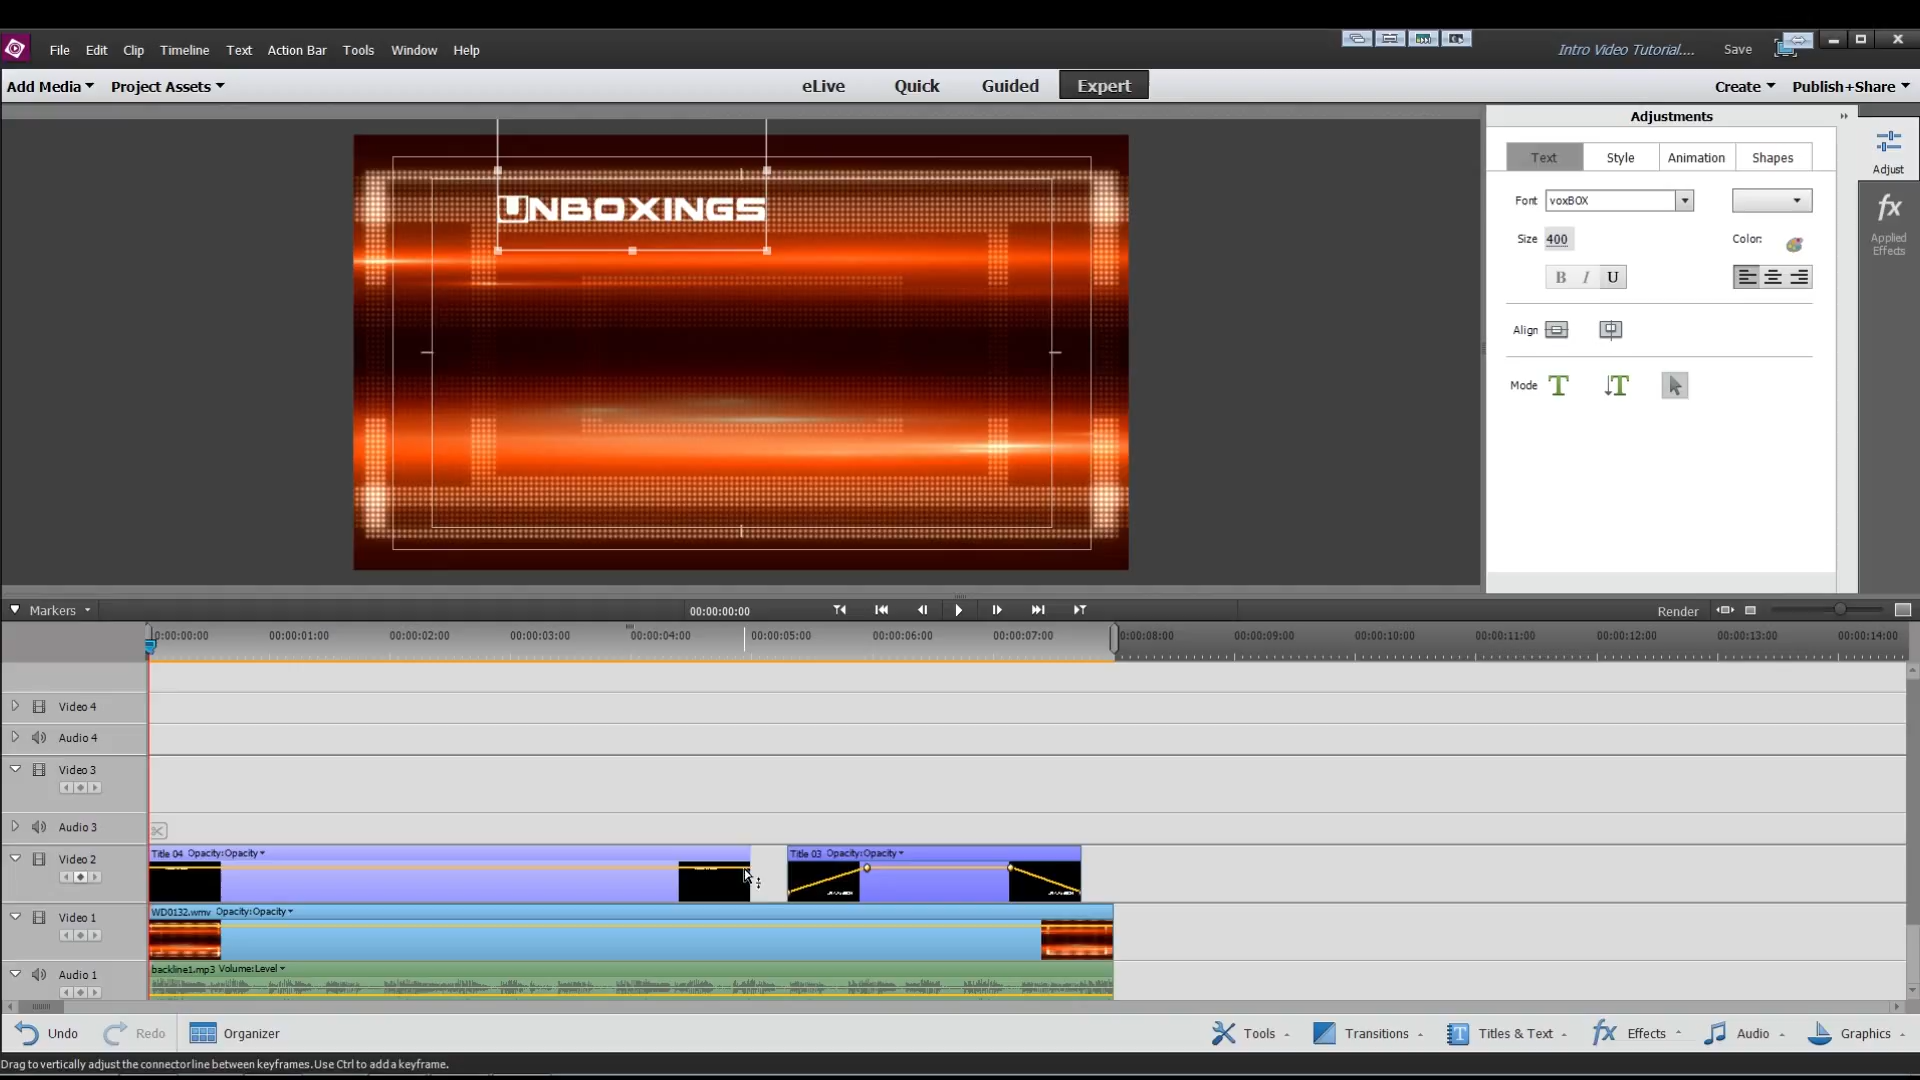 File Edit Clip Timeline Text Action Bar Tools Window Help
Intro Video Tutorial.... Save
Add Media Project Assets
eLive Quick Guided Expert
Create Publish+Share
Adjustments
Text Style Animation Shapes
Adjust
Font voxBOX
Size 400 Color:
B I U
Applied Effects
Align
Mode T T
UNBOXINGS
Markers
00:00:00:00
Render
0:00:00:00 00:00:01:00 00:00:02:00 00:00:03:00 00:00:04:00 00:00:05:00 00:00:06:00 00:00:07:00 0:00:08:00 00:00:09:00 00:00:10:00 00:00:11:00 00:00:12:00 00:00:13:00 00:00:14:00
Video 4
Audio 4
Video 3
Audio 3
Video 2
Title 04 Opacity:Opacity
Title 03 Opacity:Opacity
Video 1
WD0132.wmv Opacity:Opacity
Audio 1
backline1.mp3 Volume:Level
Undo Redo Organizer
Tools Transitions Titles & Text fx Effects Audio Graphics
Drag to vertically adjust the connector line between keyframes. Use Ctrl to add a keyframe.